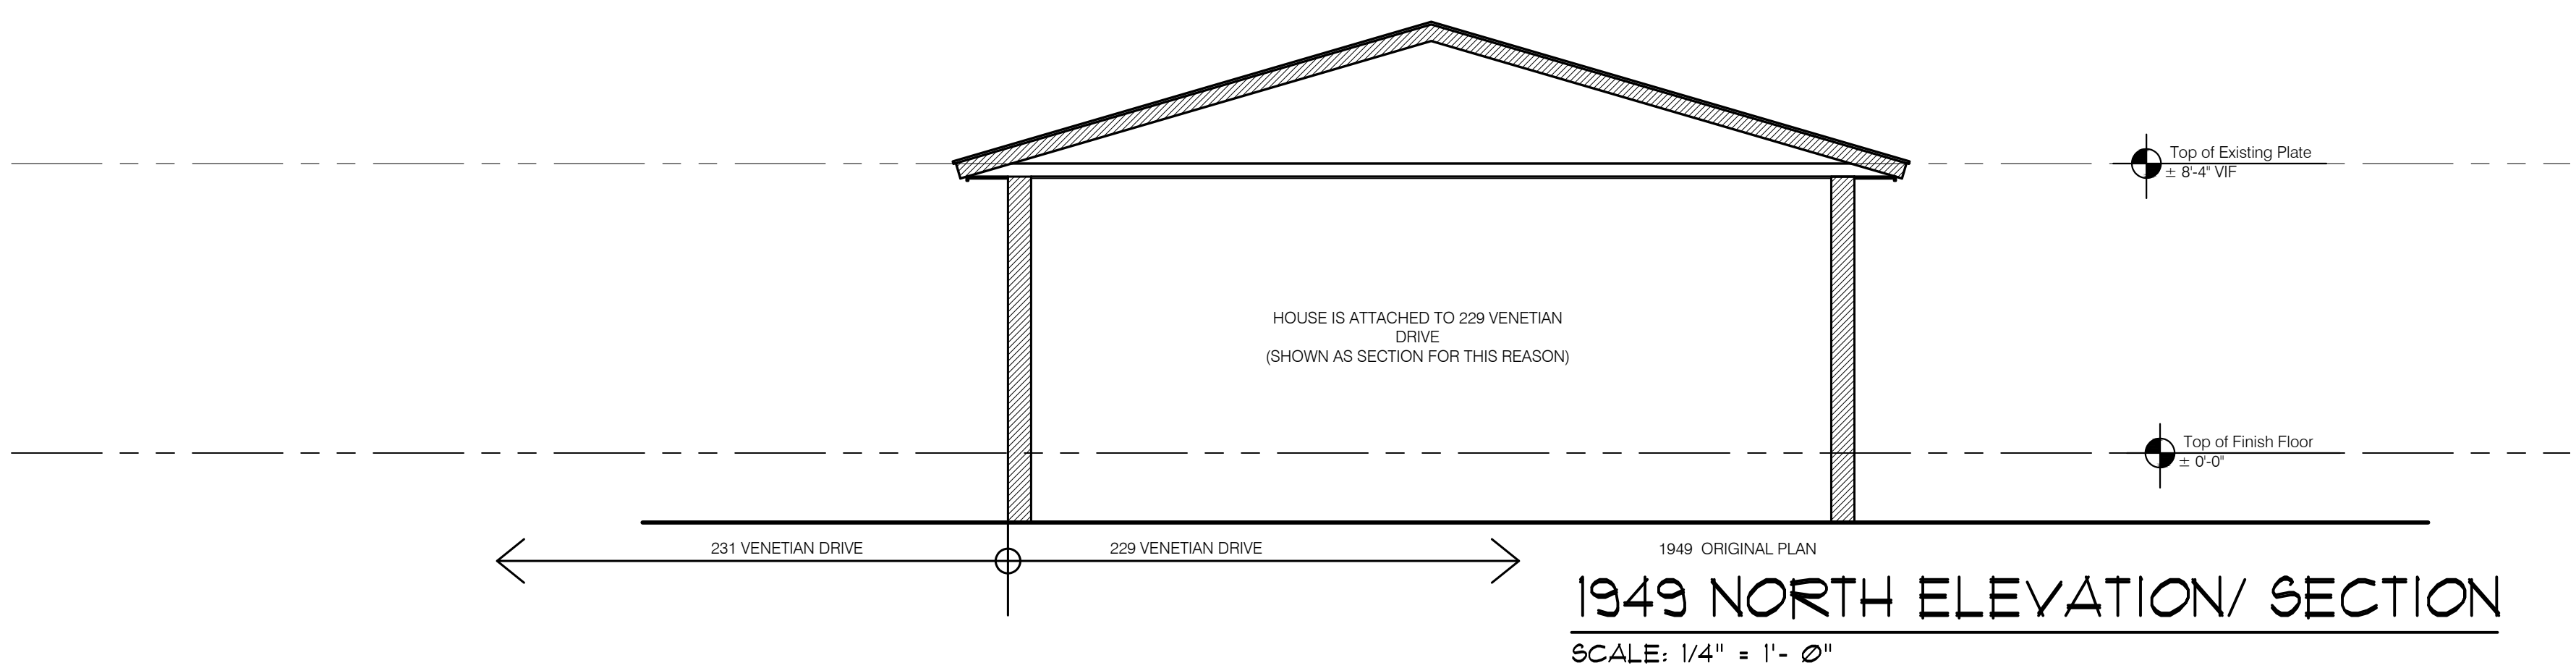 Top of Existing Plate
± 8'-4" VIF
HOUSE IS ATTACHED TO 229 VENETIAN
DRIVE
(SHOWN AS SECTION FOR THIS REASON)
Top of Finish Floor
± 0'-0"
231 VENETIAN DRIVE
229 VENETIAN DRIVE
1949 ORIGINAL PLAN
1949 NORTH ELEVATION/ SECTION
SCALE: 1/4" = 1'- Ø"